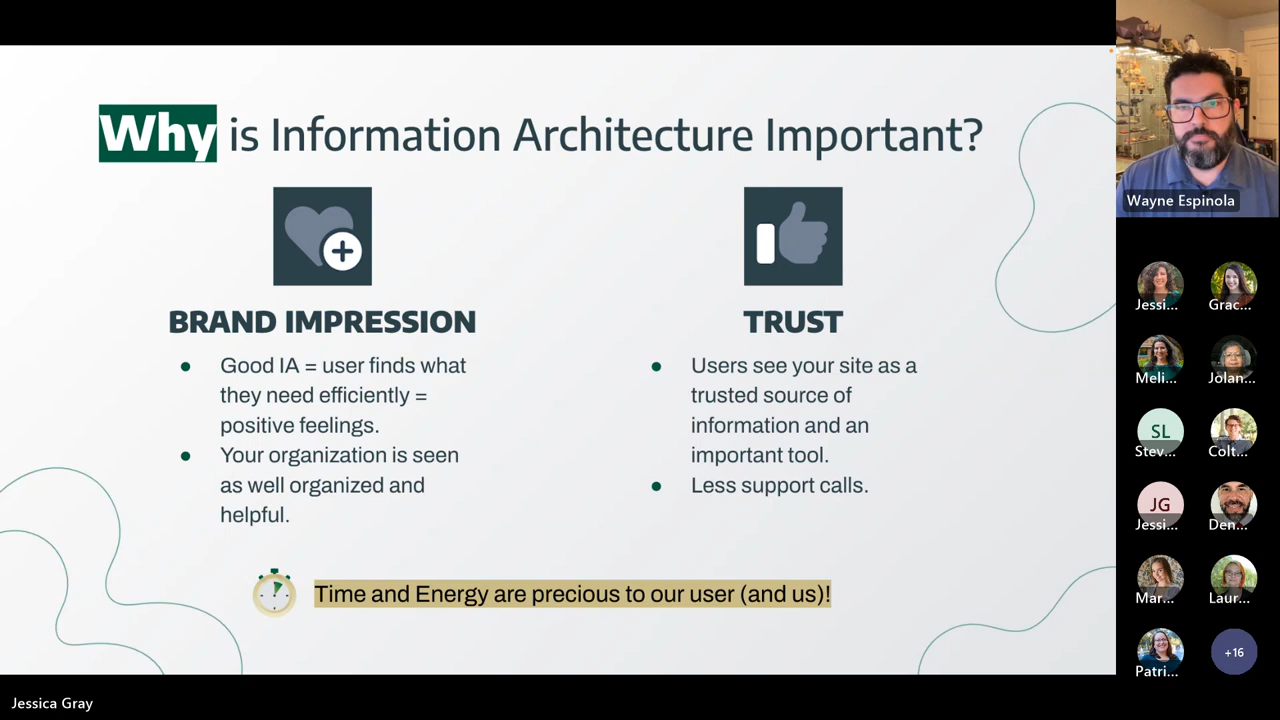 Why is Information Architecture Important?
BRAND IMPRESSION
● Good IA = user finds what
they need efficiently =
positive feelings.
● Your organization is seen
as well organized and
helpful.
TRUST
● Users see your site as a
trusted source of
information and an
important tool.
● Less support calls.
Time and Energy are precious to our user (and us)!
Wayne Espinola
Jessi...
Grac...
Meli...
Jolan...
SL
Stev...
Colt...
JG
Jessi...
Den...
Mar...
Laur...
Patri...
+16
Jessica Gray